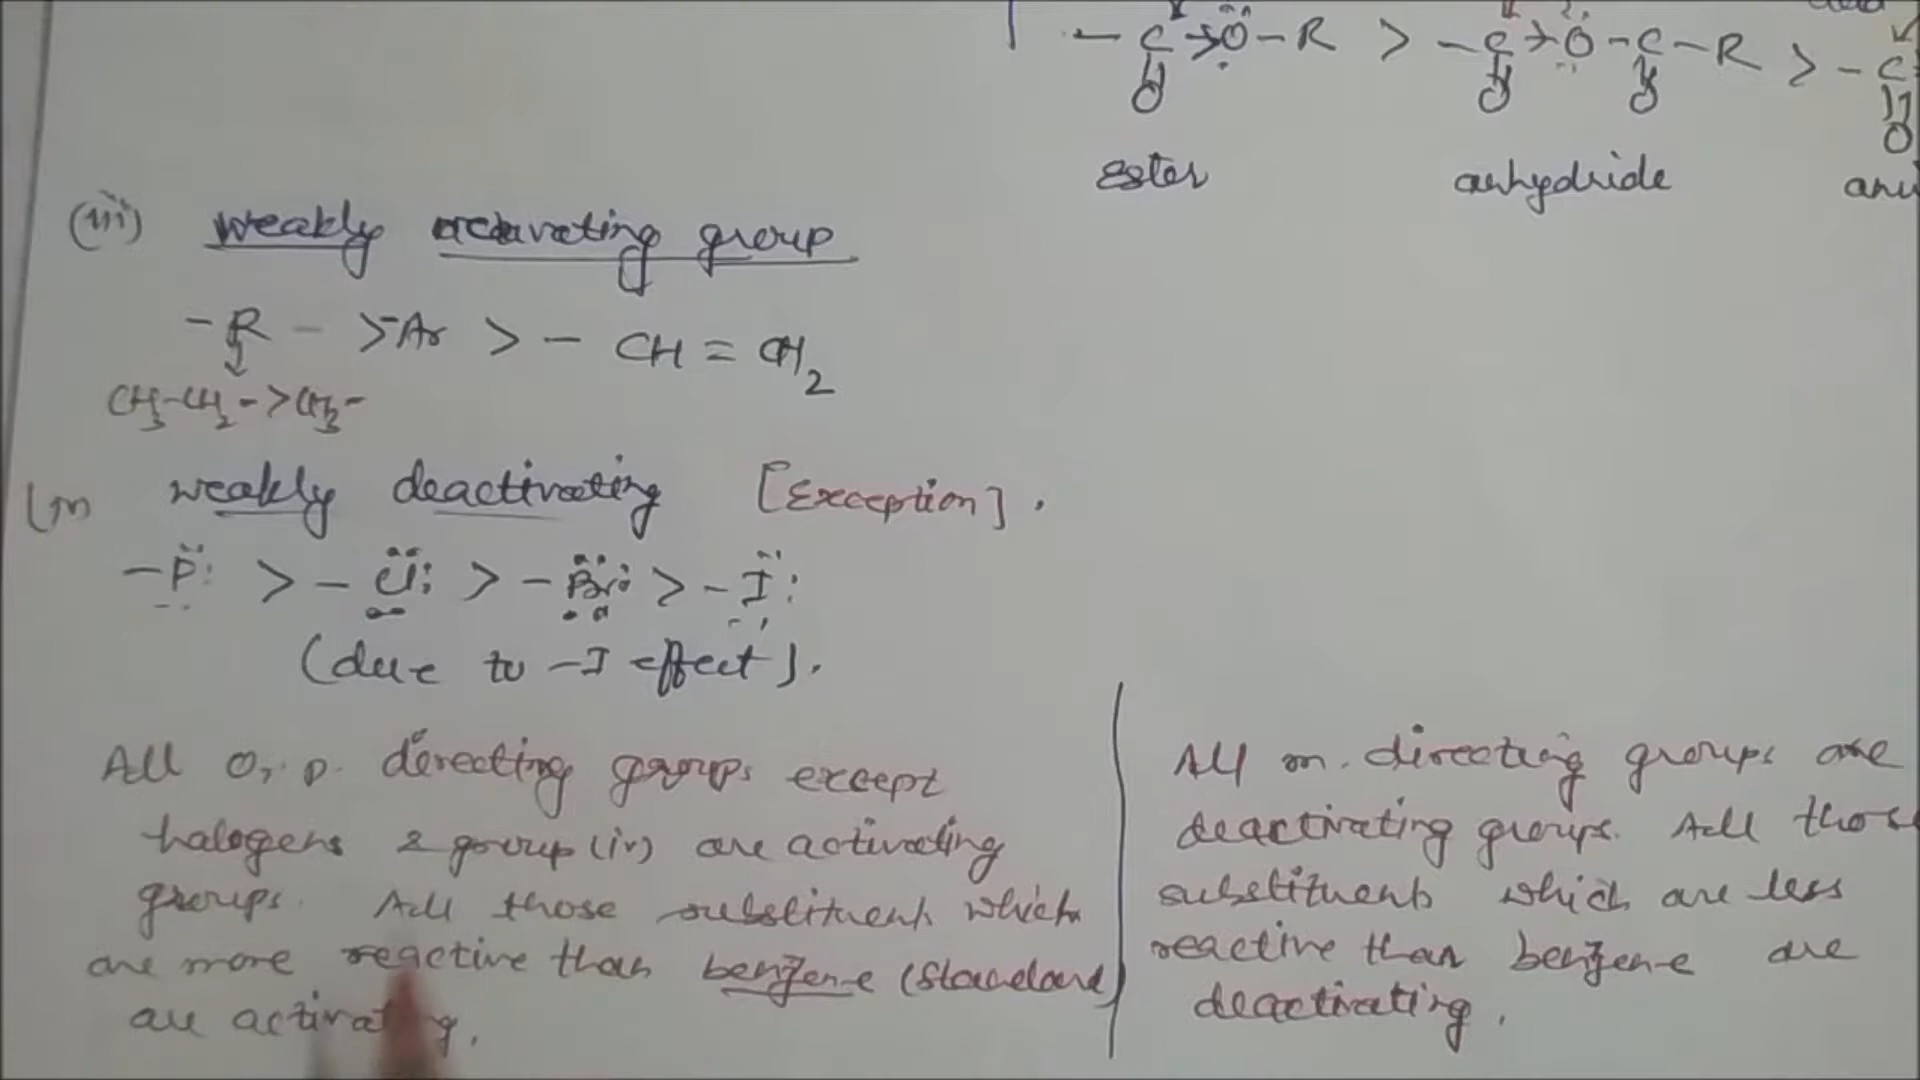 - C → Ö - R > - C → Ö - C - R > - C
O O O O
Ester anhydride
(iii) weakly activating group
- R - > - Ar > - CH = CH2
CH3-CH2 - > CH3 -
weakly deactivating [Exception].
- F: > - Cl: > - Br: > - I:
(due to -I effect).
All o, p. directing groups except
halogens & group (iv) are activating
groups. All those substituents which
are more reactive than benzene (standard)
are activating.
All m. directing groups are
deactivating groups. All thos
substituents which are less
reactive than benzene are
deactivating.